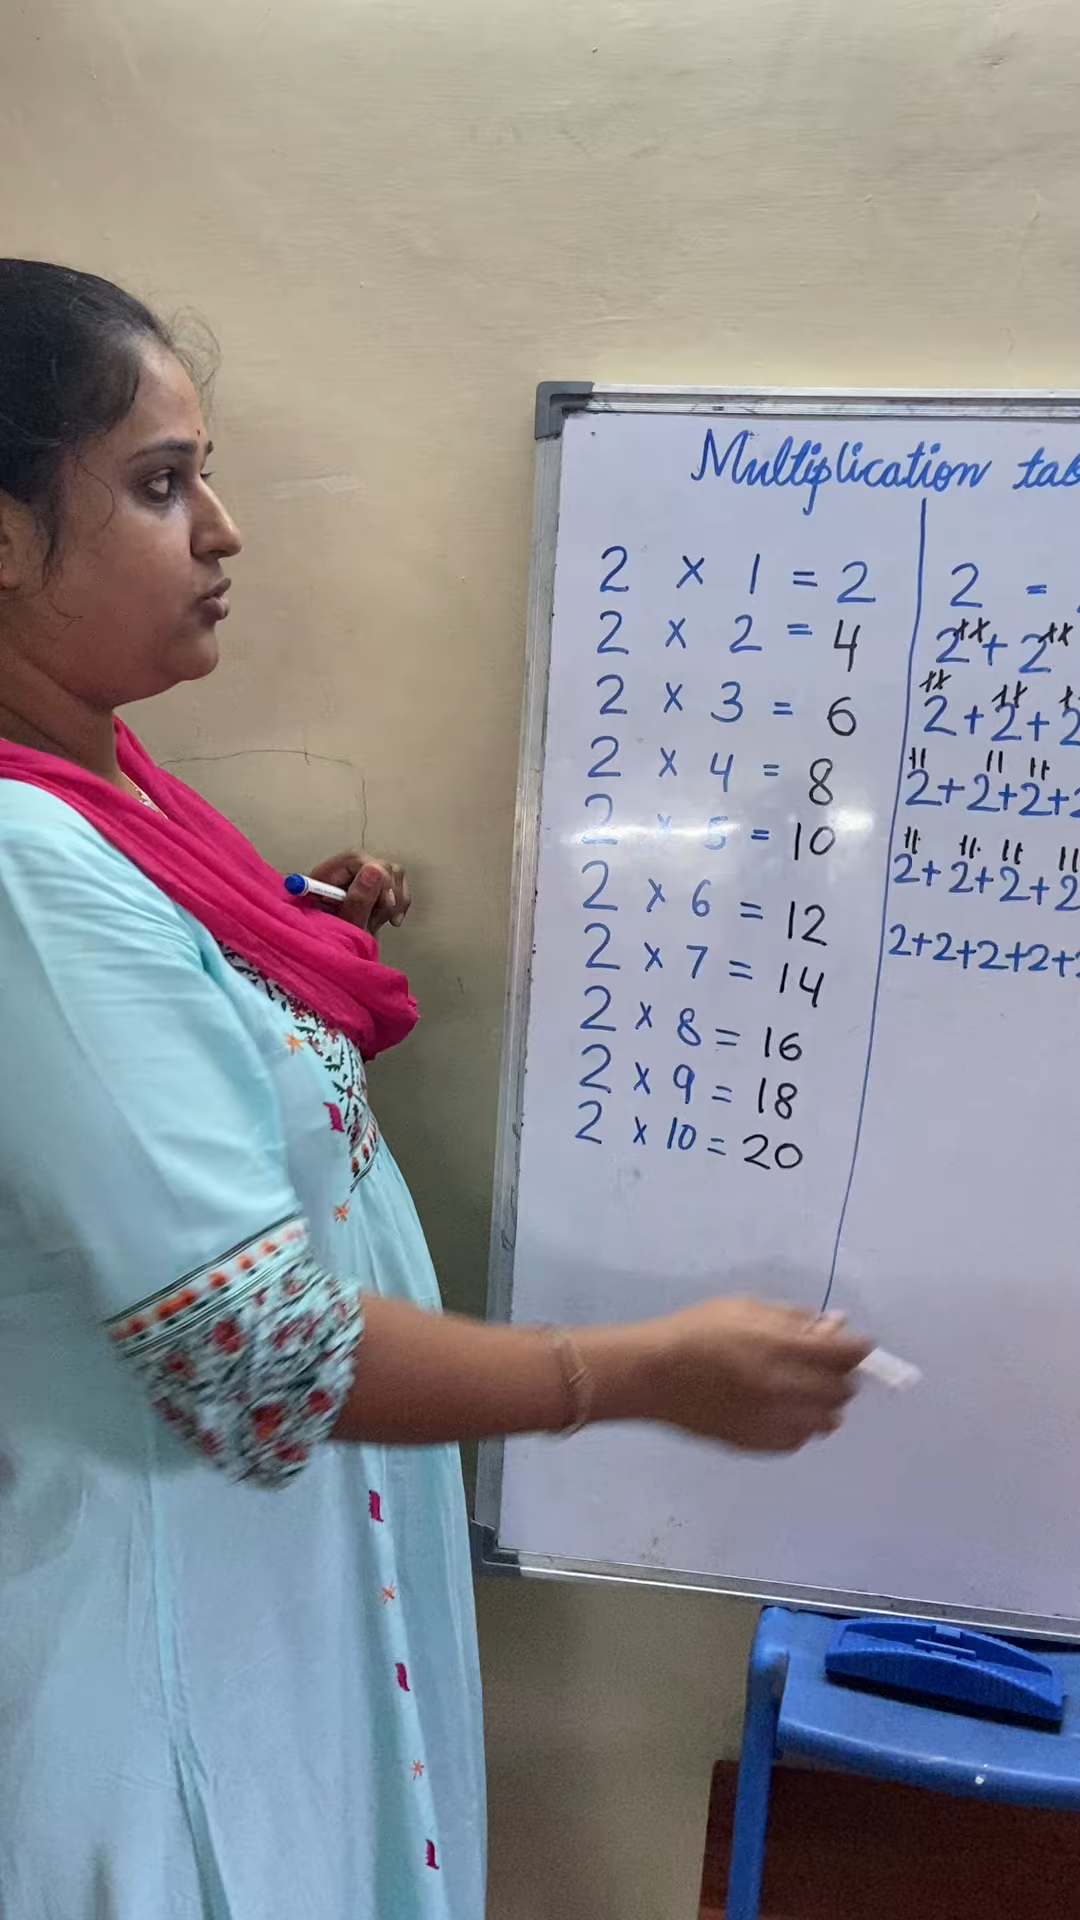 Multiplication tab
2 x 1 = 2
2 x 2 = 4
2 x 3 = 6
2 x 4 = 8
2 x 5 = 10
2 x 6 = 12
2 x 7 = 14
2 x 8 = 16
2 x 9 = 18
2 x 10 = 20
2 =
2 + 2
2 + 2 + 2
2 + 2 + 2 + 2
2 + 2 + 2 + 2
2+2+2+2+2